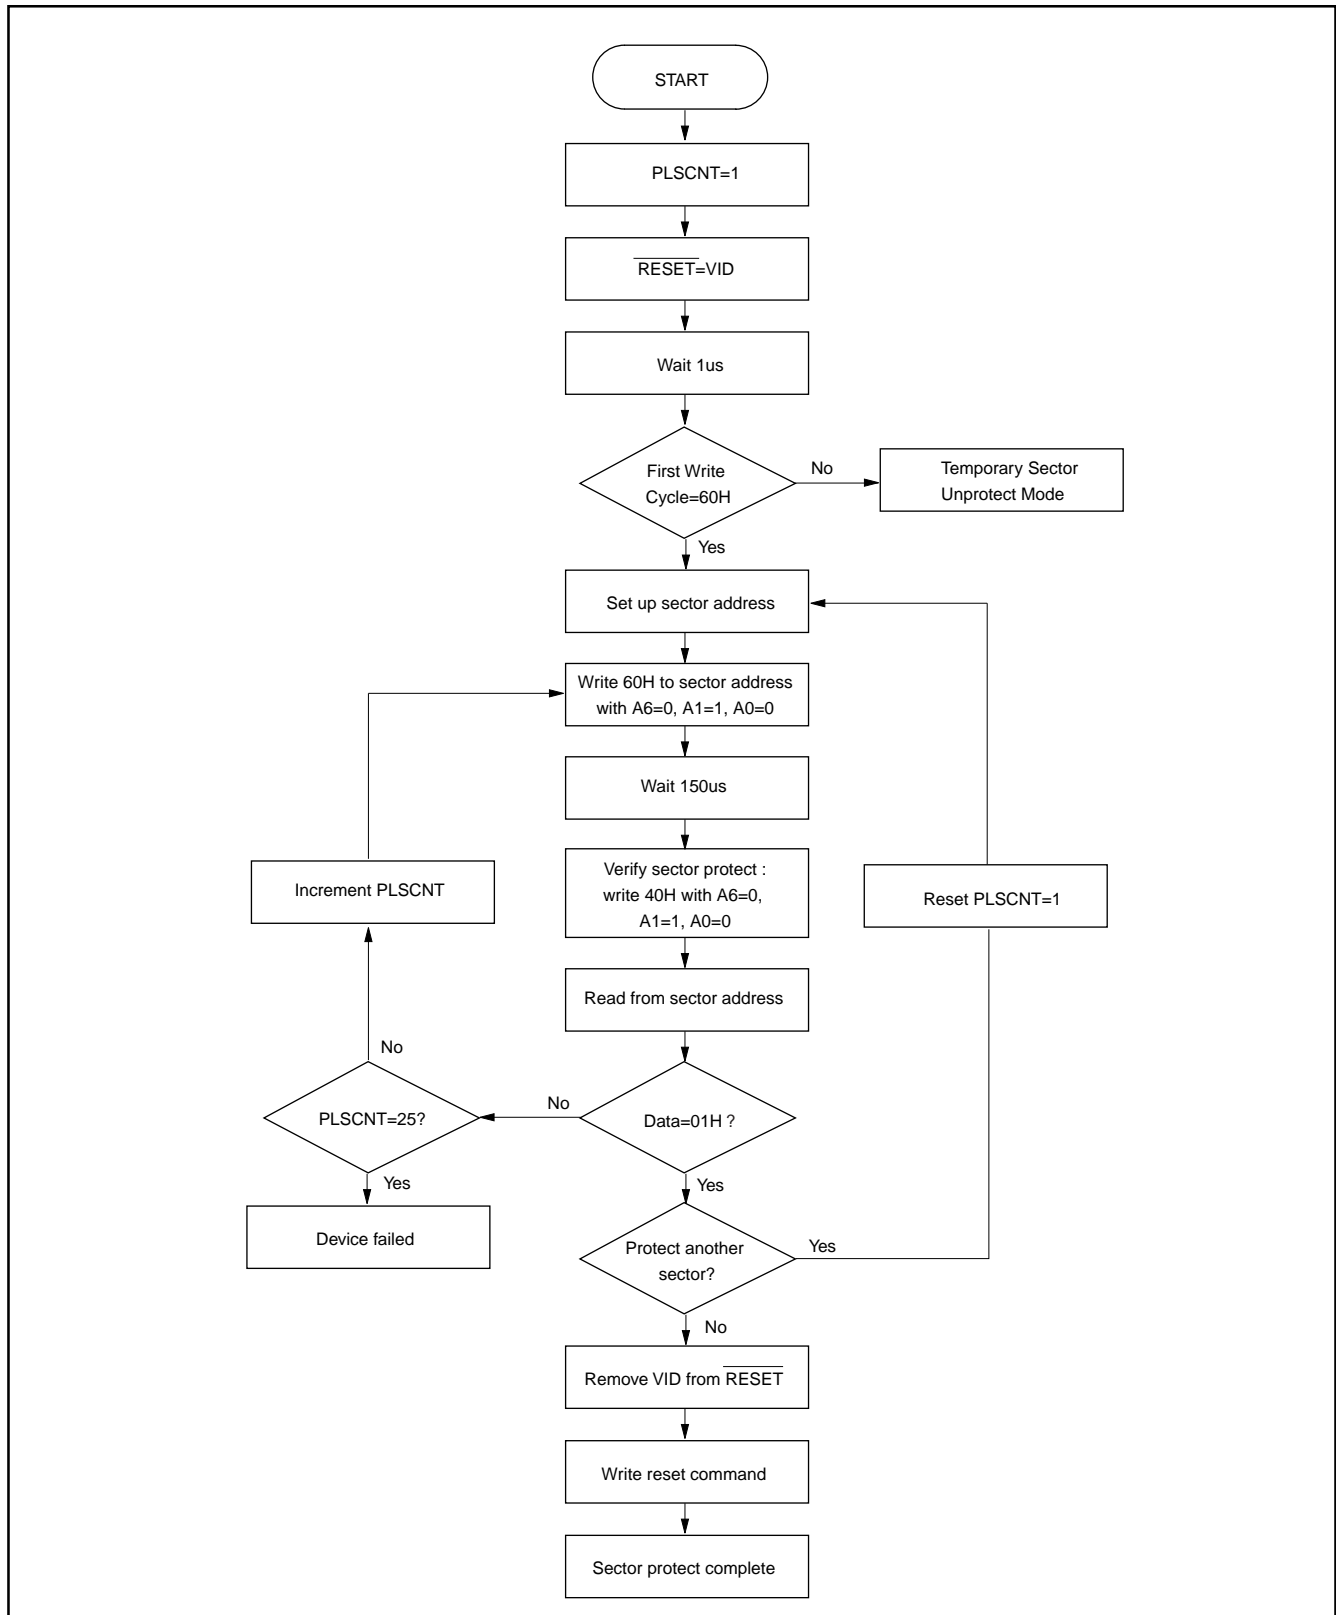 START
PLSCNT=1
RESET=VID
Wait 1us
First Write
Cycle=60H
No
Temporary Sector
Unprotect Mode
Yes
Set up sector address
Write 60H to sector address
with A6=0, A1=1, A0=0
Wait 150us
Verify sector protect :
write 40H with A6=0,
A1=1, A0=0
Increment PLSCNT
Reset PLSCNT=1
Read from sector address
No
PLSCNT=25?
No
Data=01H ?
Yes
Yes
Device failed
Protect another
sector?
Yes
No
Remove VID from RESET
Write reset command
Sector protect complete